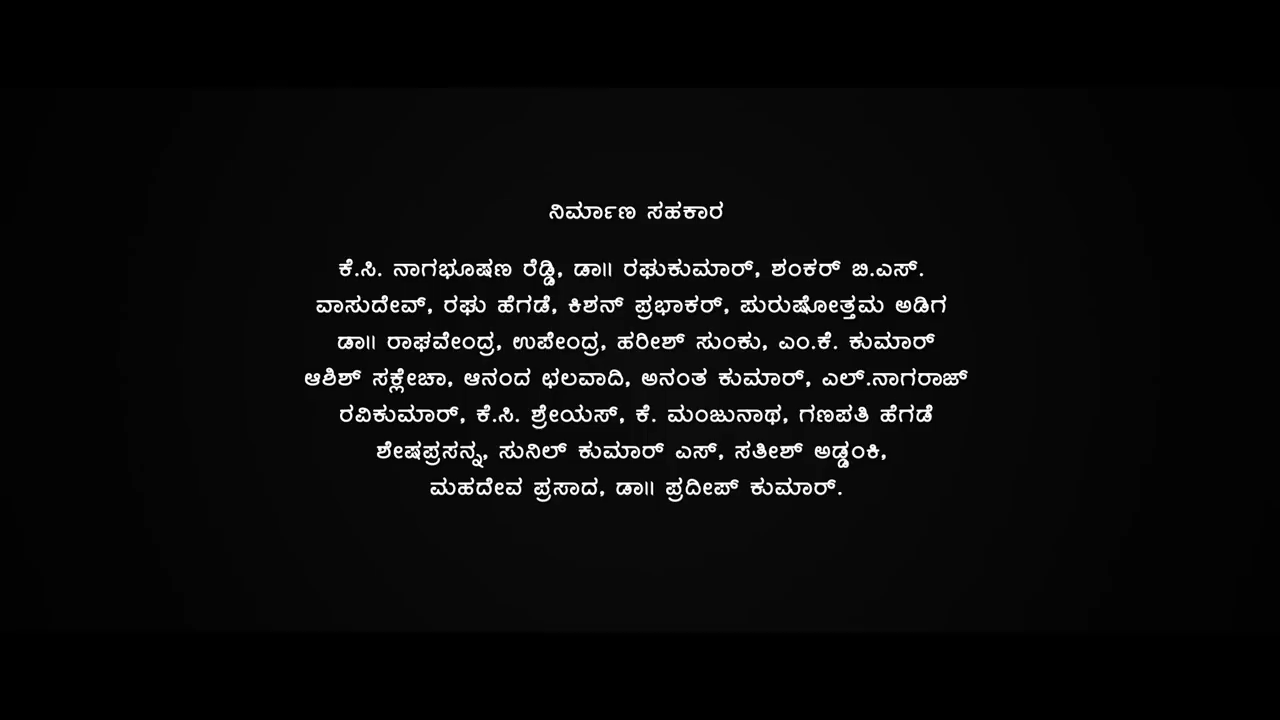 ನಿರ್ಮಾಣ ಸಹಕಾರ
ಕೆ.ಸಿ. ನಾಗಭೂಷಣ ರೆಡ್ಡಿ, ಡಾ|| ರಘುಕುಮಾರ್, ಶಂಕರ್ ಬಿ.ಎಸ್.
ವಾಸುದೇವ್, ರಘು ಹೆಗಡೆ, ಕಿಶನ್ ಪ್ರಭಾಕರ್, ಪುರುಷೋತ್ತಮ ಅಡಿಗ
ಡಾ|| ರಾಘವೇಂದ್ರ, ಉಪೇಂದ್ರ, ಹರೀಶ್ ಸುಂಕು, ಎಂ.ಕೆ. ಕುಮಾರ್
ಆಶಿಶ್ ಸಕ್ಲೇಚಾ, ಆನಂದ ಛಲವಾದಿ, ಅನಂತ ಕುಮಾರ್, ಎಲ್.ನಾಗರಾಜ್
ರವಿಕುಮಾರ್, ಕೆ.ಸಿ. ಶ್ರೇಯಸ್, ಕೆ. ಮಂಜುನಾಥ, ಗಣಪತಿ ಹೆಗಡೆ
ಶೇಷಪ್ರಸನ್ನ, ಸುನಿಲ್ ಕುಮಾರ್ ಎಸ್, ಸತೀಶ್ ಅಡ್ಡಂಕಿ,
ಮಹದೇವ ಪ್ರಸಾದ, ಡಾ|| ಪ್ರದೀಪ್ ಕುಮಾರ್.